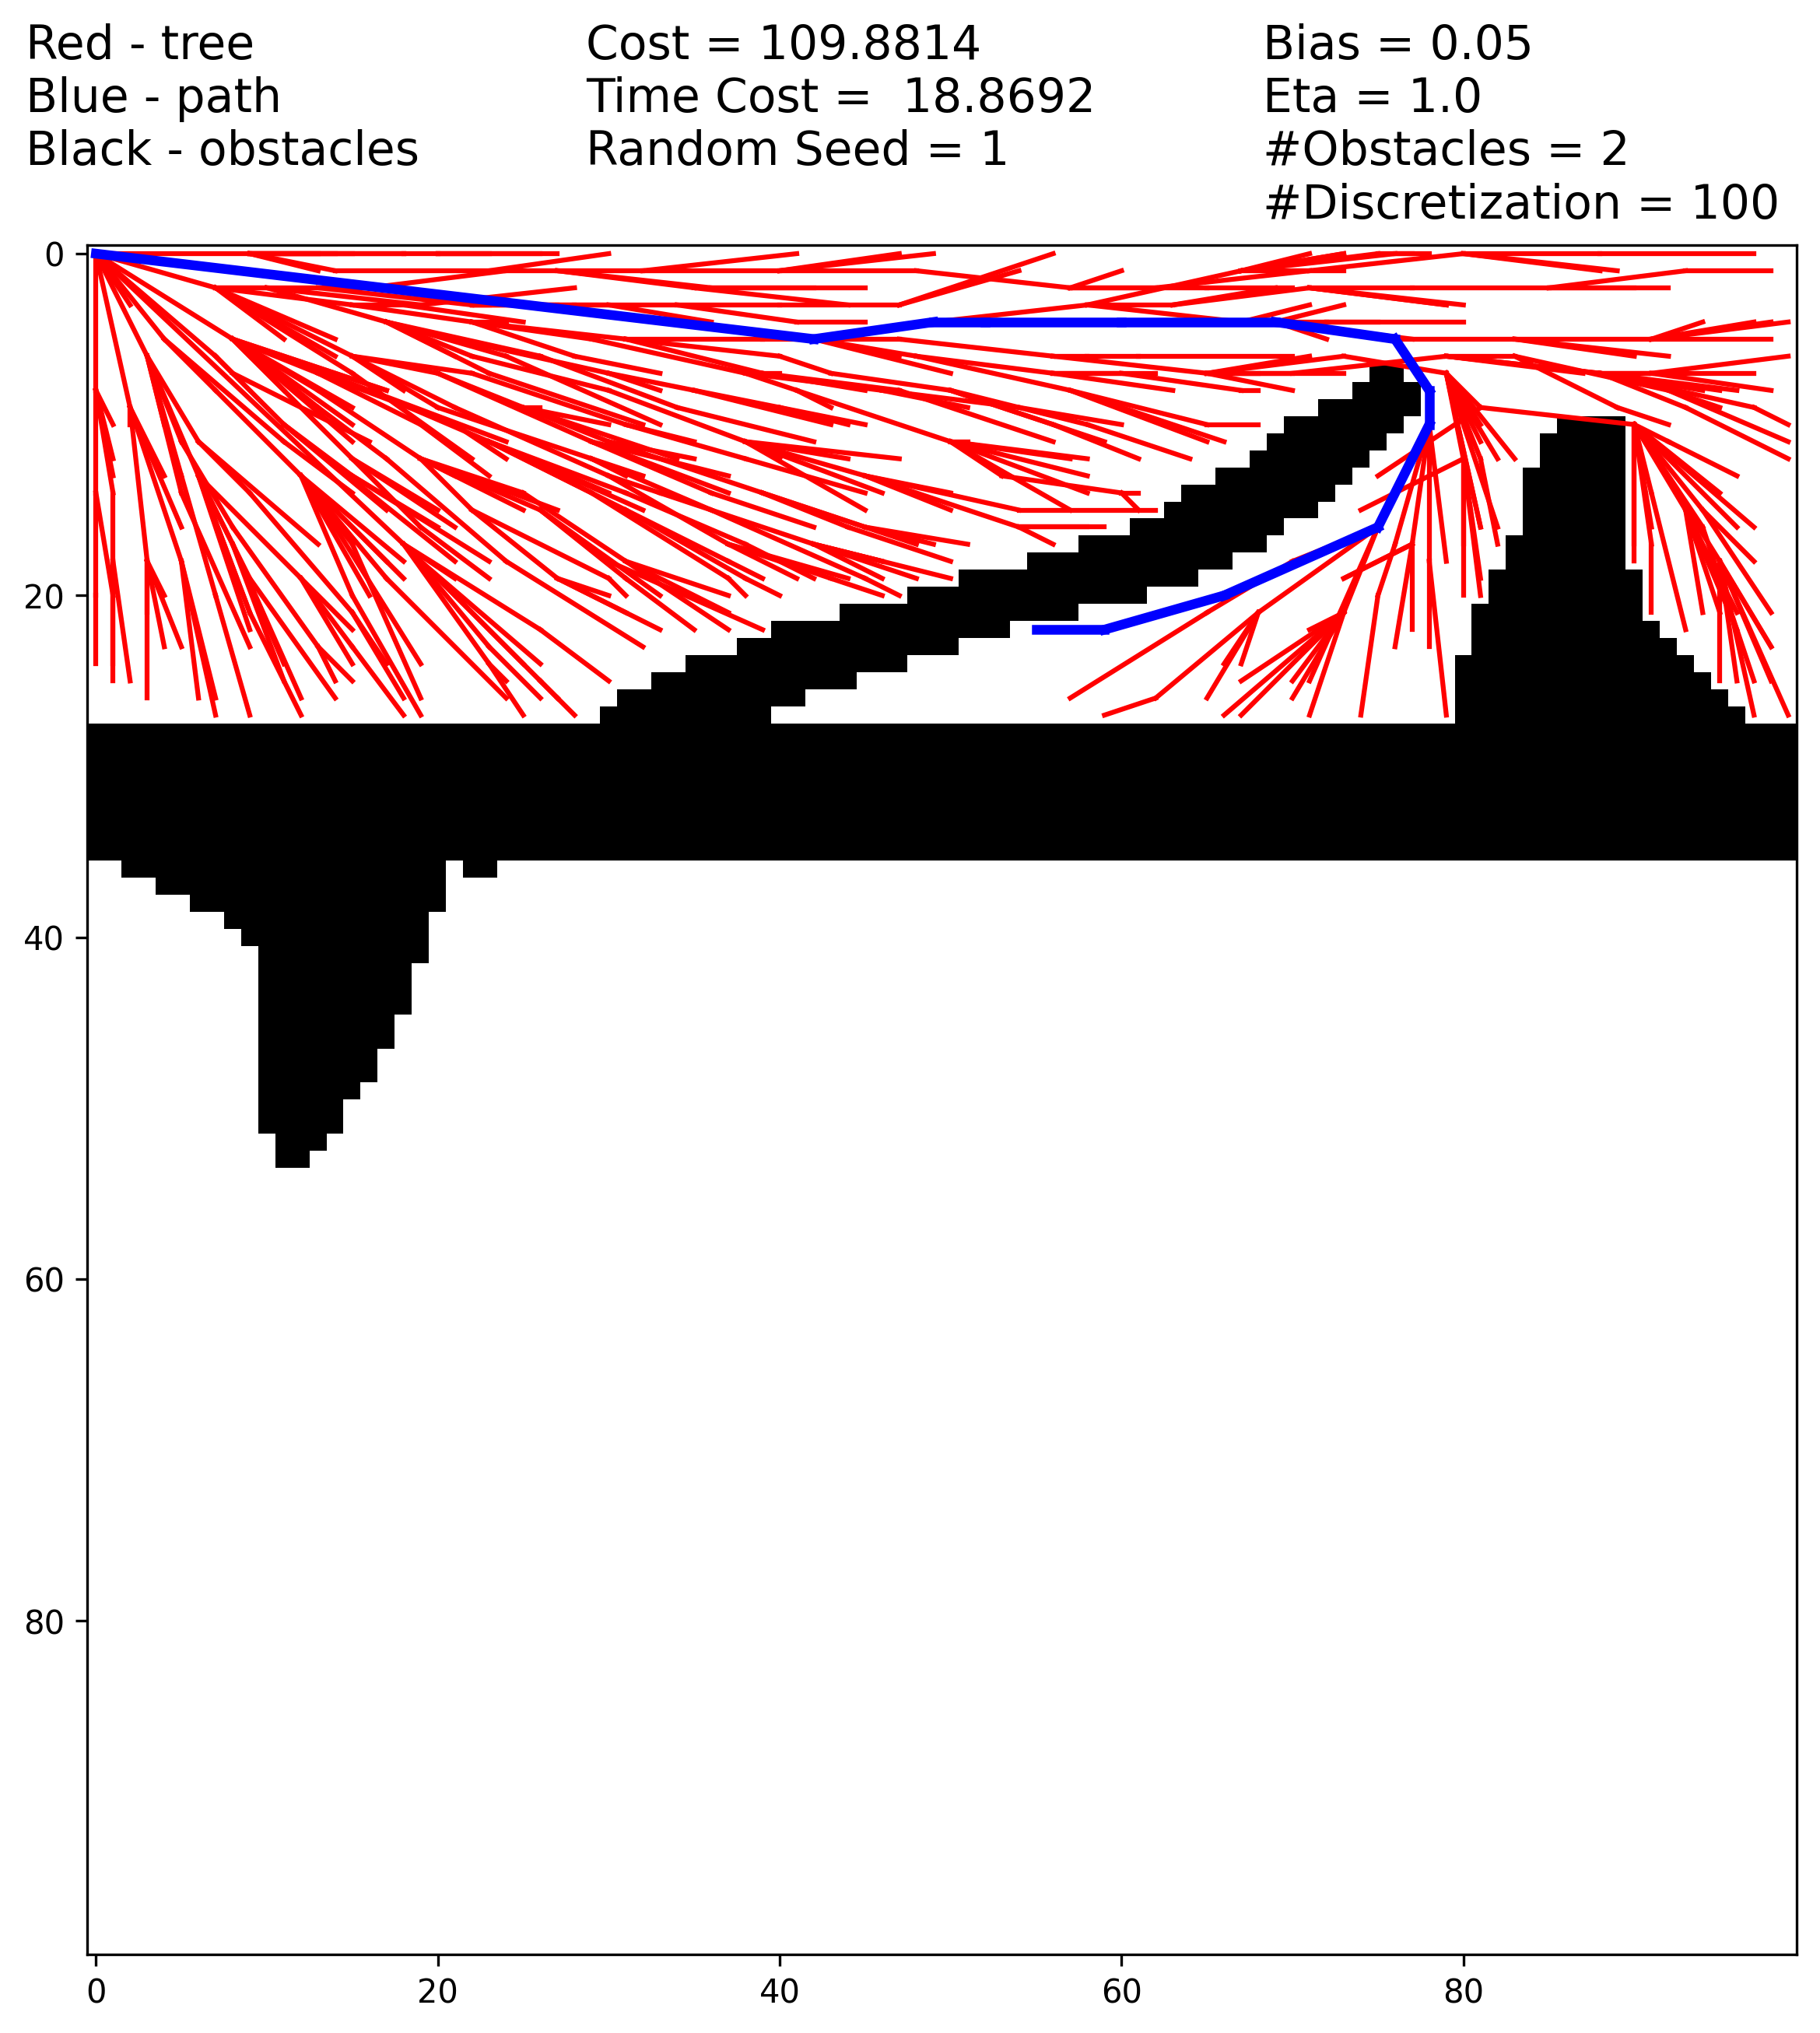 Red - tree
Blue - path
Black - obstacles
Cost = 109.8814
Time Cost =  18.8692
Random Seed = 1
Bias = 0.05
Eta = 1.0
#Obstacles = 2
#Discretization = 100
0
20
40
60
80
0
20
40
60
80